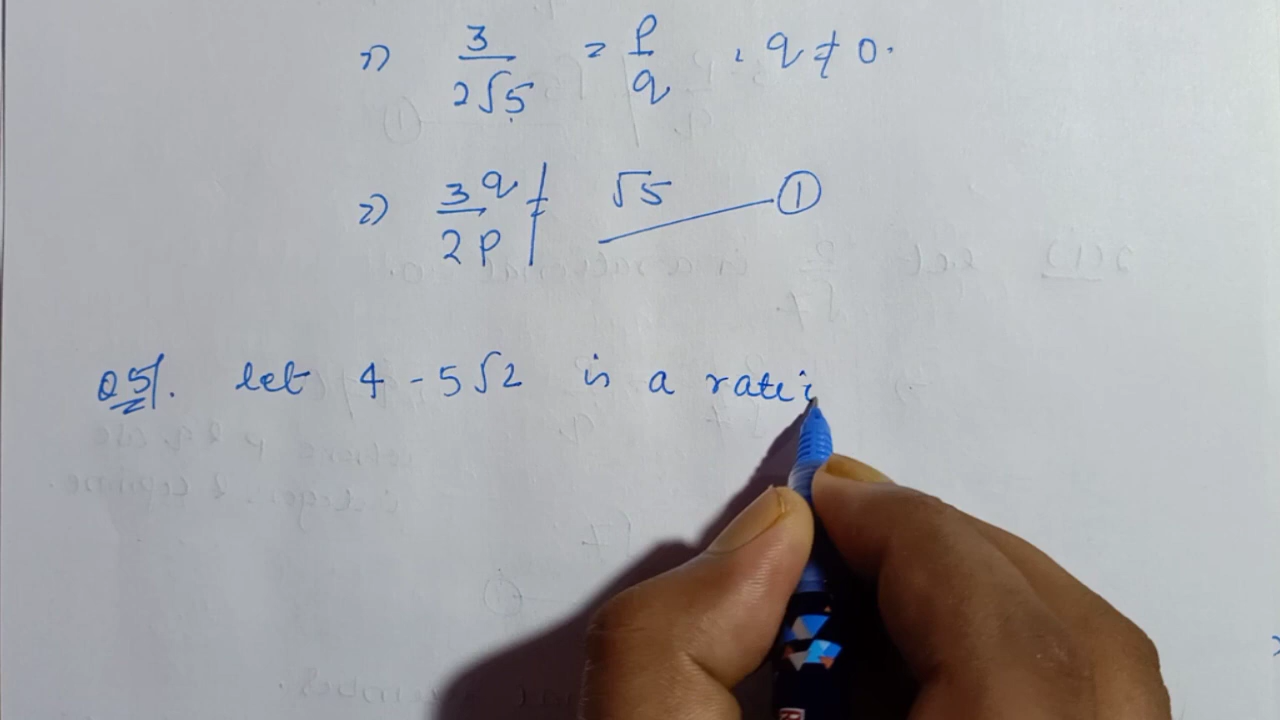 ⇒ 3/2√5 = p/q , q ≠ 0.
⇒ 3q/2p = √5 ——①
Q5/. let 4 - 5√2 is a rati